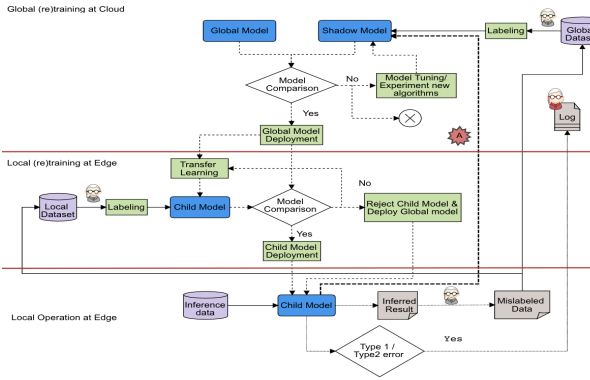 Global (re)training at Cloud
Global Model
Shadow Model
Labeling
Global
Datas
Model
Comparison
No
Model Tuning/
Experiment new
algorithms
Yes
Log
Global Model
Deployment
A
Local (re)training at Edge
Transfer
Learning
No
Local
Dataset
Labeling
Child Model
Model
Comparison
Reject Child Model &
Deploy Global model
Yes
Child Model
Deployment
Inference
data
Child Model
Inferred
Result
Mislabeled
Data
Local Operation at Edge
Type 1 /
Type2 error
Yes